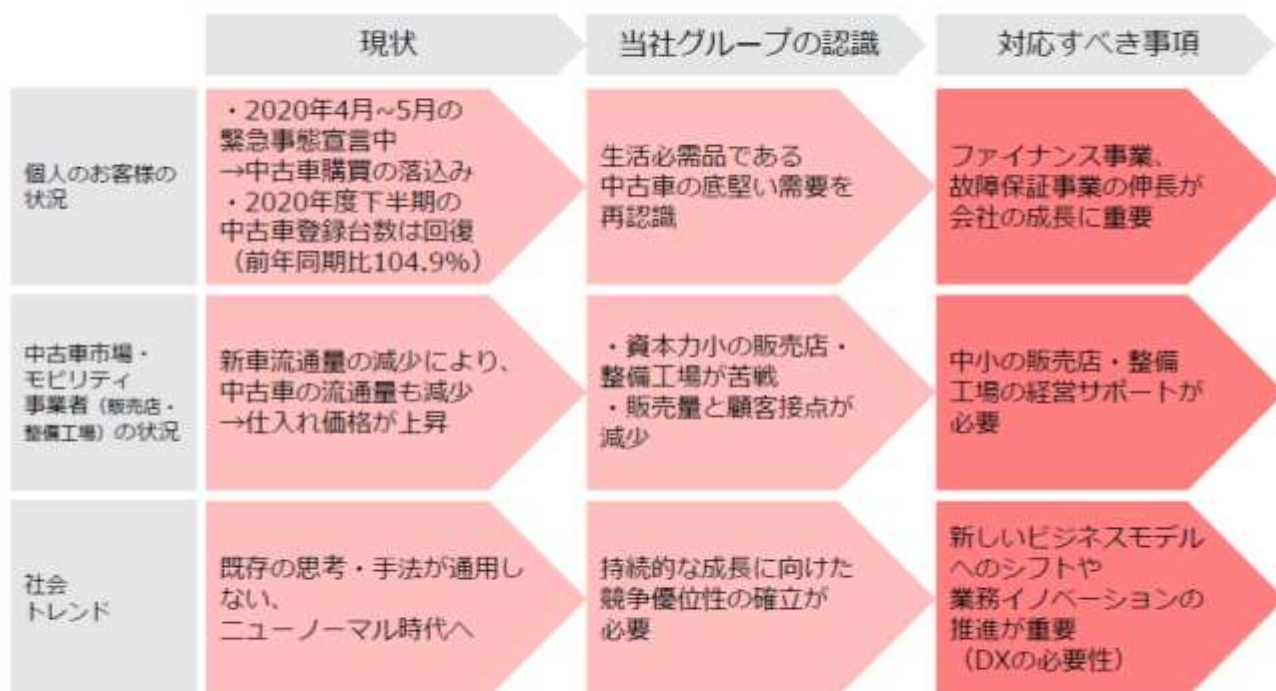 現状
当社グループの認識
対応すべき事項
個人のお客様の
状況
・2020年4月~5月の
緊急事態宣言中
→中古車購買の落込み
・2020年度下半期の
中古車登録台数は回復
（前年同期比104.9%）
生活必需品である
中古車の底堅い需要を
再認識
ファイナンス事業、
故障保証事業の伸長が
会社の成長に重要
中古車市場・
モビリティ
事業者（販売店・
整備工場）の状況
新車流通量の減少により、
中古車の流通量も減少
→仕入れ価格が上昇
・資本力小の販売店・
整備工場が苦戦
・販売量と顧客接点が
減少
中小の販売店・整備
工場の経営サポートが
必要
社会
トレンド
既存の思考・手法が通用し
ない、
ニューノーマル時代へ
持続的な成長に向けた
競争優位性の確立が
必要
新しいビジネスモデル
へのシフトや
業務イノベーションの
推進が重要
（DXの必要性）